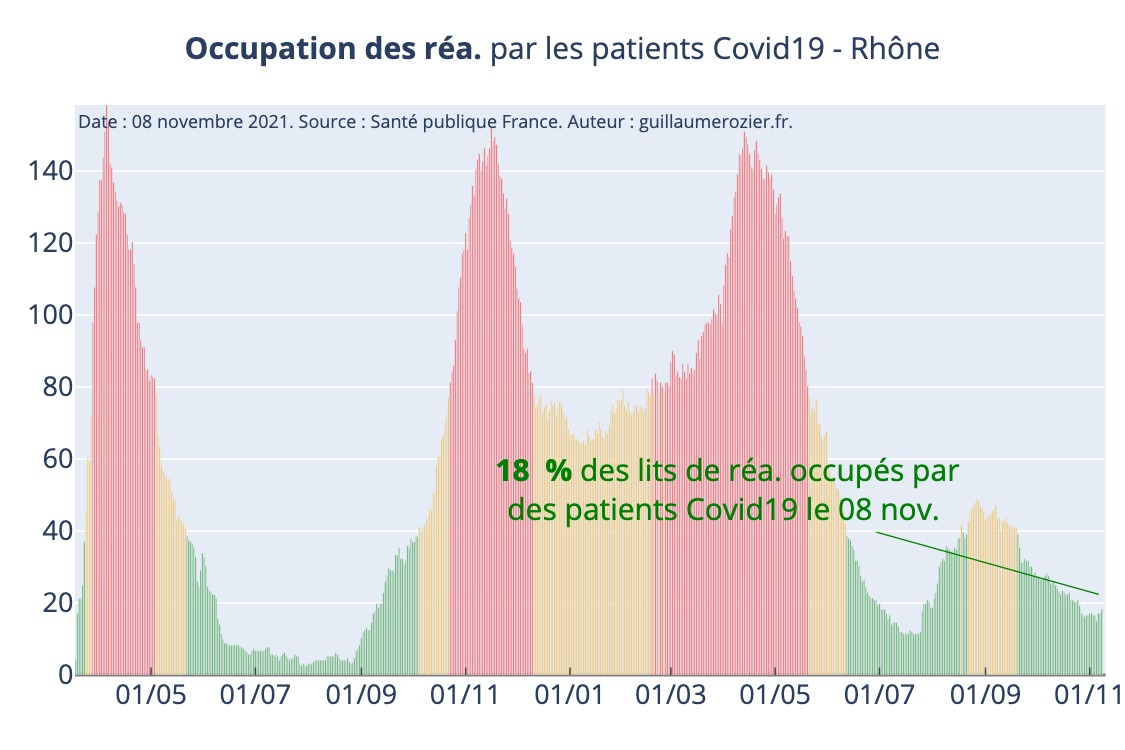 Occupation des réa. par les patients Covid19 - Rhône
Date : 08 novembre 2021. Source : Santé publique France. Auteur : guillaumerozier.fr.
140
120
100
80
60
40
20
0
18 % des lits de réa. occupés par
des patients Covid19 le 08 nov.
01/05 01/07 01/09 01/11 01/01 01/03 01/05 01/07 01/09 01/11